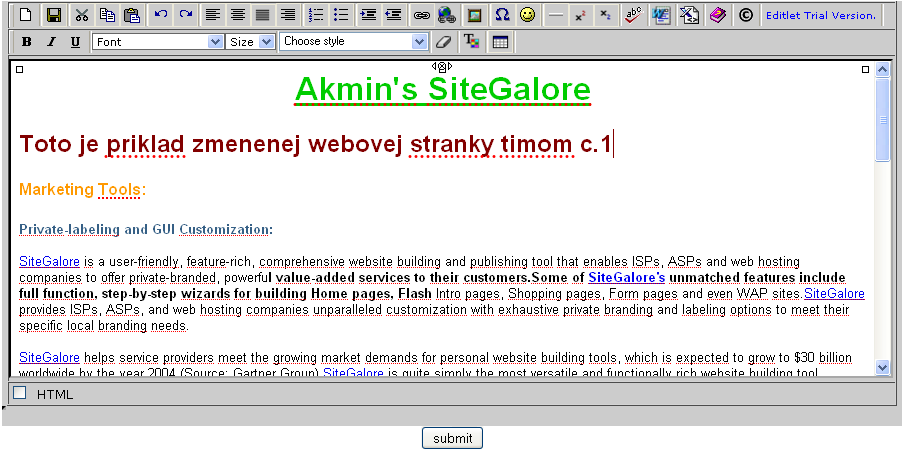 Editlet Trial Version.
B I U Font Size Choose style
Akmin's SiteGalore
Toto je priklad zmenenej webovej stranky timom c.1
Marketing Tools:
Private-labeling and GUI Customization:
SiteGalore is a user-friendly, feature-rich, comprehensive website building and publishing tool that enables ISPs, ASPs and web hosting
companies to offer private-branded, powerful value-added services to their customers.Some of SiteGalore's unmatched features include
full function, step-by-step wizards for building Home pages, Flash Intro pages, Shopping pages, Form pages and even WAP sites.SiteGalore
provides ISPs, ASPs, and web hosting companies unparalleled customization with exhaustive private branding and labeling options to meet their
specific local branding needs.
SiteGalore helps service providers meet the growing market demands for personal website building tools, which is expected to grow to $30 billion
worldwide by the year 2004 (Source: Gartner Group).SiteGalore is quite simply the most versatile and functionally rich website building tool
HTML
submit